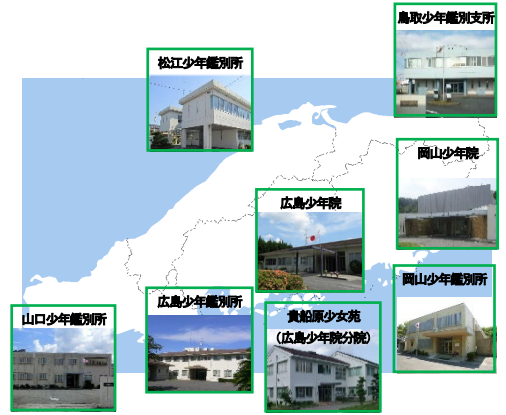 鳥取少年鑑別支所
松江少年鑑別所
岡山少年院
広島少年院
岡山少年鑑別所
広島少年鑑別所
貴船原少女苑
（広島少年院分院）
山口少年鑑別所